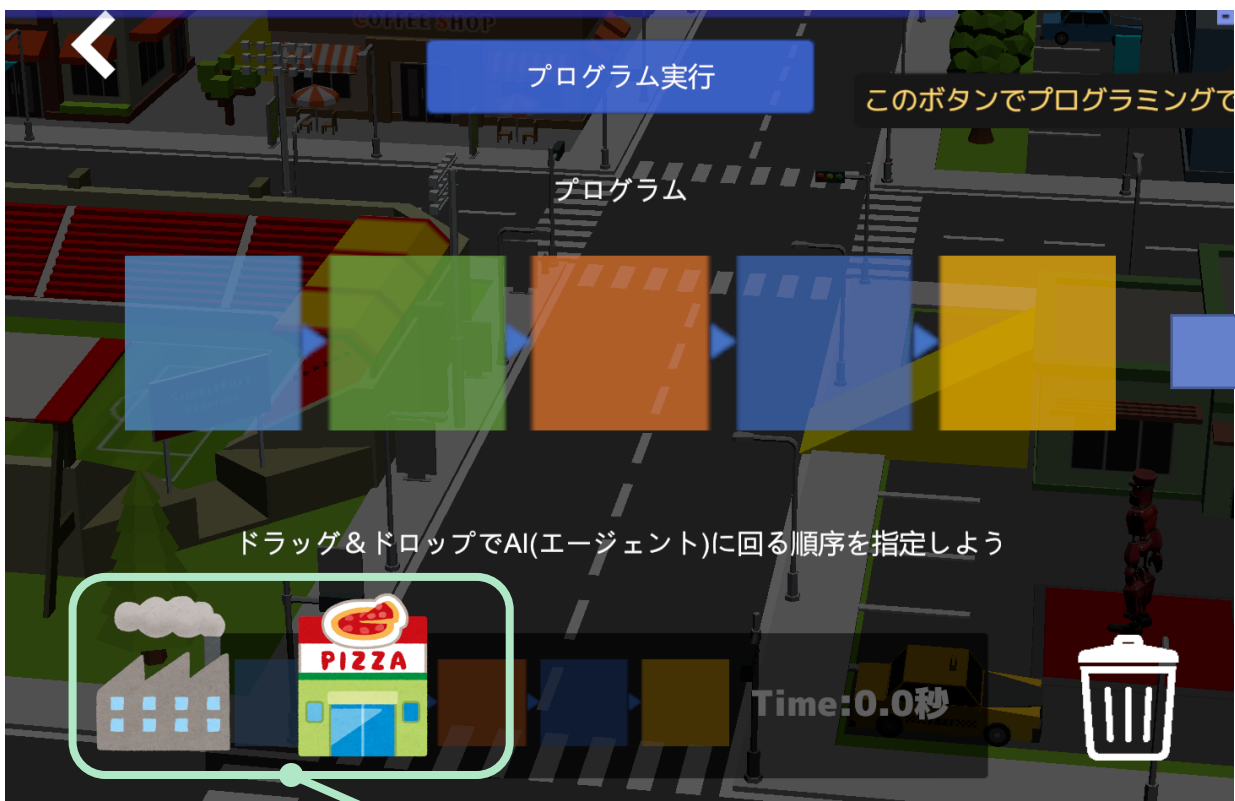 COFFEE SHOP
プログラム実行
このボタンでプログラミングで
プログラム
ドラッグ＆ドロップでAI(エージェント)に回る順序を指定しよう
PIZZA
Time:0.0秒